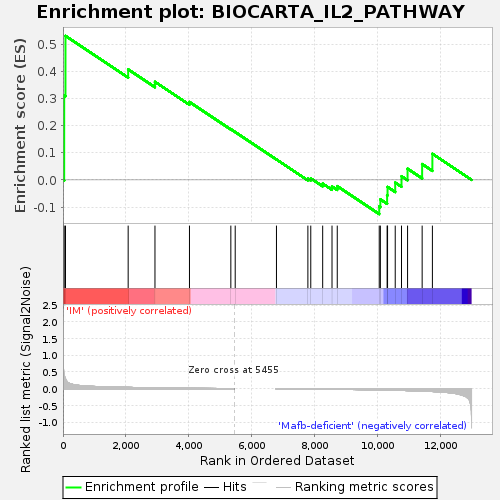 Enrichment plot: BIOCARTA_IL2_PATHWAY
Enrichment score (ES)
0.5
0.4
0.3
0.2
0.1
0.0
-0.1
'IM' (positively correlated)
'Mafb-deficient' (negatively correlated)
Ranked list metric (Signal2Noise)
2.5
2.0
1.5
1.0
0.5
0.0
-0.5
-1.0
Zero cross at 5455
0 2,000 4,000 6,000 8,000 10,000 12,000
Rank in Ordered Dataset
Enrichment profile Hits Ranking metric scores